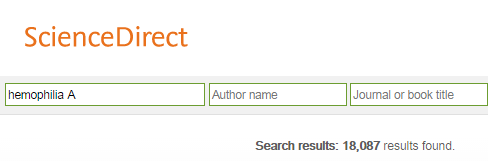 ScienceDirect
hemophilia A Author name Journal or book title
Search results: 18,087 results found.